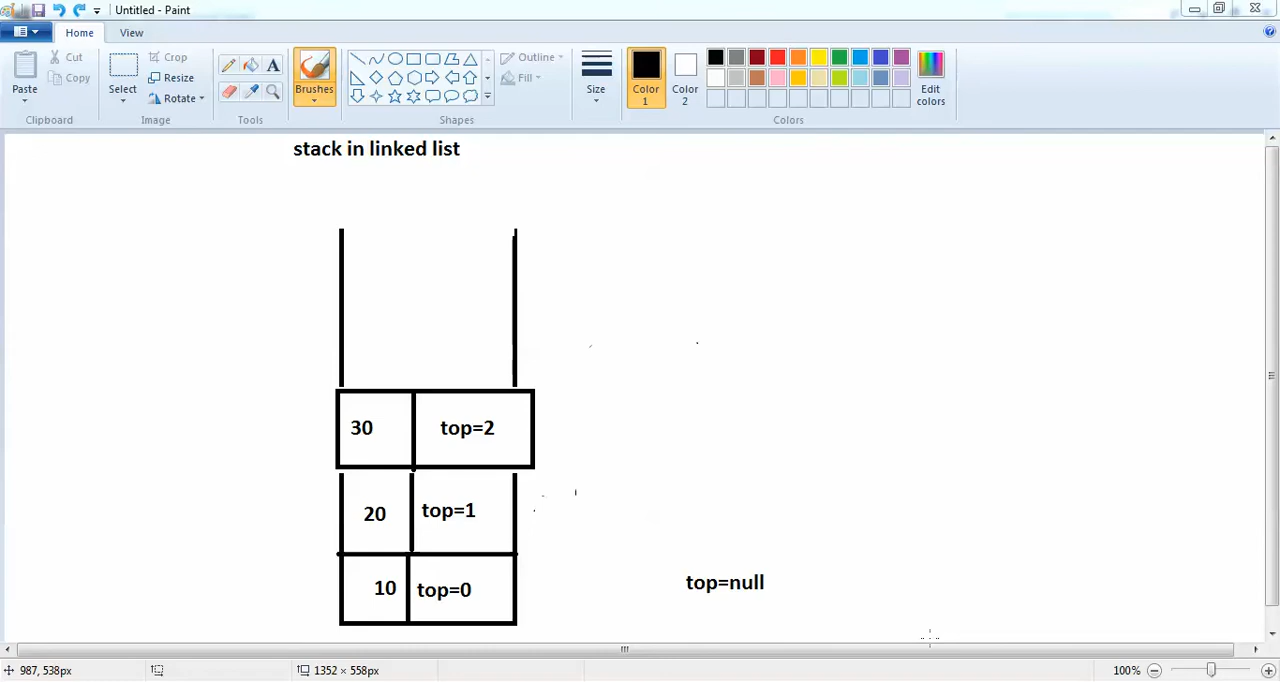 Untitled - Paint
Home View
Paste
Cut
Copy
Clipboard
Select
Crop
Resize
Rotate
Image
A
Tools
Brushes
Outline
Fill
Shapes
Size
Color 1
Color 2
Edit colors
Colors
stack in linked list
30 top=2
20 top=1
10 top=0
top=null
987, 538px
1352 × 558px
100%